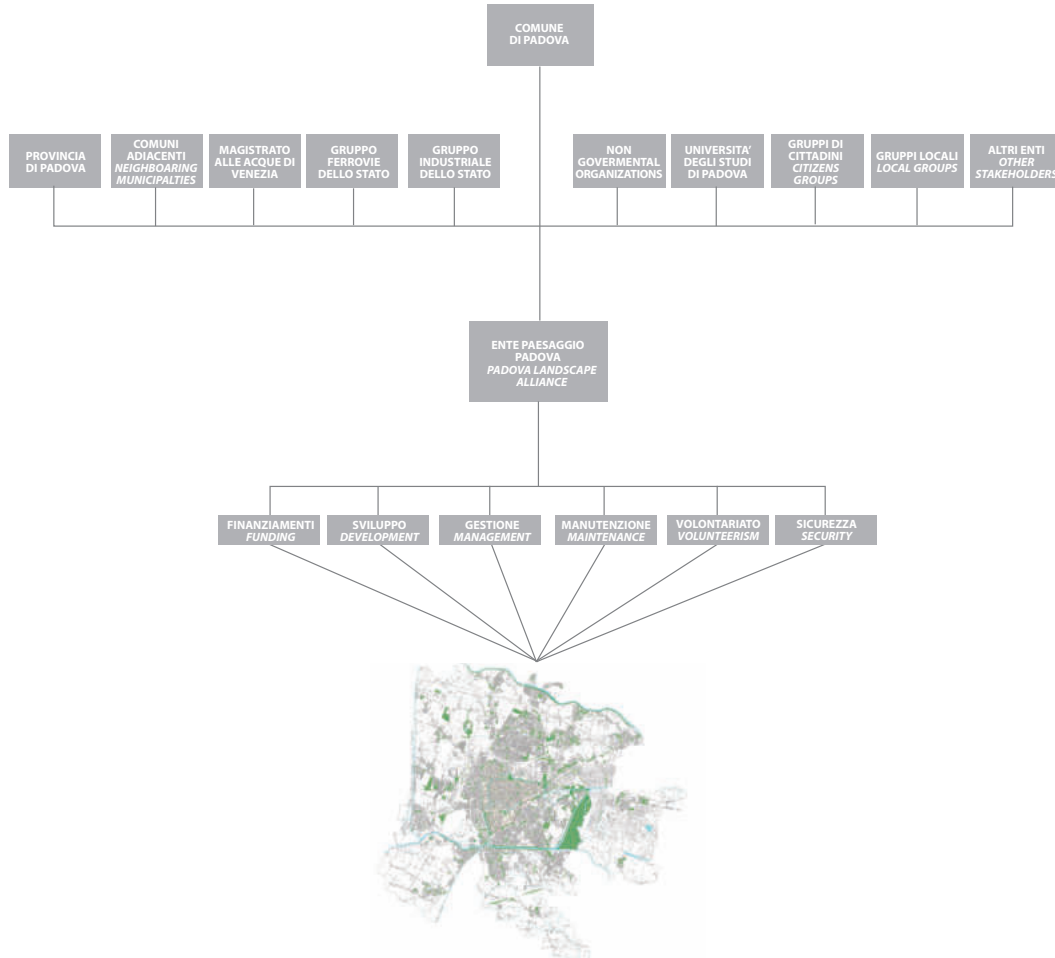 COMUNE
DI PADOVA
PROVINCIA
DI PADOVA
COMUNI
ADIACENTI
NEIGHBOARING
MUNICIPALTIES
MAGISTRATO
ALLE ACQUE DI
VENEZIA
GRUPPO
FERROVIE
DELLO STATO
GRUPPO
INDUSTRIALE
DELLO STATO
NON
GOVERMENTAL
ORGANIZATIONS
UNIVERSITA'
DEGLI STUDI
DI PADOVA
GRUPPI DI
CITTADINI
CITIZENS
GROUPS
GRUPPI LOCALI
LOCAL GROUPS
ALTRI ENTI
OTHER
STAKEHOLDERS
ENTE PAESAGGIO
PADOVA
PADOVA LANDSCAPE
ALLIANCE
FINANZIAMENTI
FUNDING
SVILUPPO
DEVELOPMENT
GESTIONE
MANAGEMENT
MANUTENZIONE
MAINTENANCE
VOLONTARIATO
VOLUNTEERISM
SICUREZZA
SECURITY